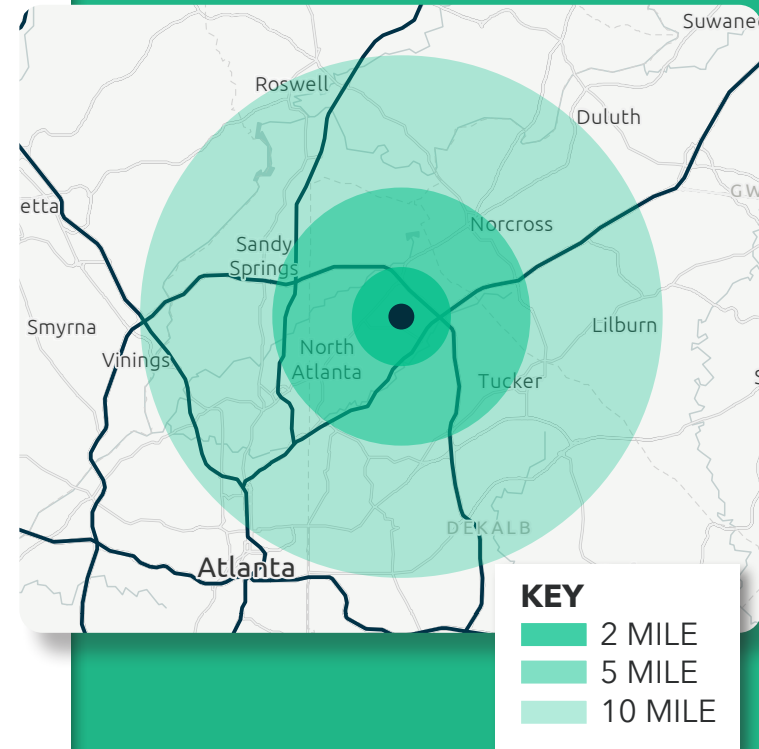 Suwanee
Roswell
Duluth
GW
etta
Norcross
Sandy
Springs
Smyrna
Lilburn
Vinings
North
Atlanta
Tucker
DEKALB
Atlanta
KEY
2 MILE
5 MILE
10 MILE